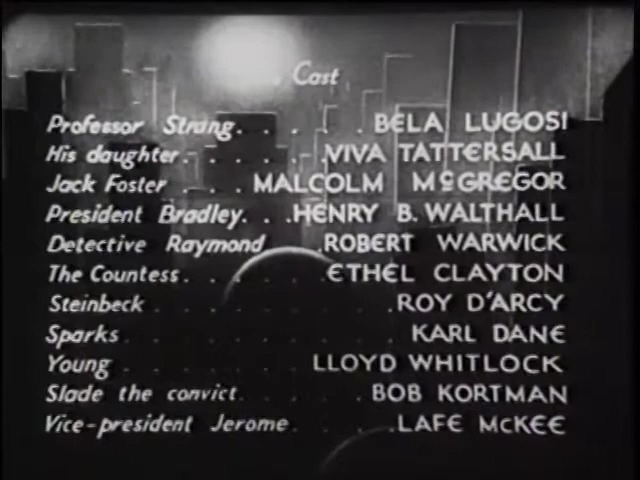 Cast
Professor Strang. . . . . BELA LUGOSI
His daughter. . . . . . VIVA TATTERSALL
Jack Foster . . . MALCOLM McGREGOR
President Bradley. . .HENRY B. WALTHALL
Detective Raymond . .ROBERT WARWICK
The Countess. . . . . . ETHEL CLAYTON
Steinbeck . . . . . . . . .ROY D'ARCY
Sparks. . . . . . . . . . KARL DANE
Young . . . . . . . LLOYD WHITLOCK
Slade the convict. . . . . BOB KORTMAN
Vice-president Jerome. . . .LAFE McKEE